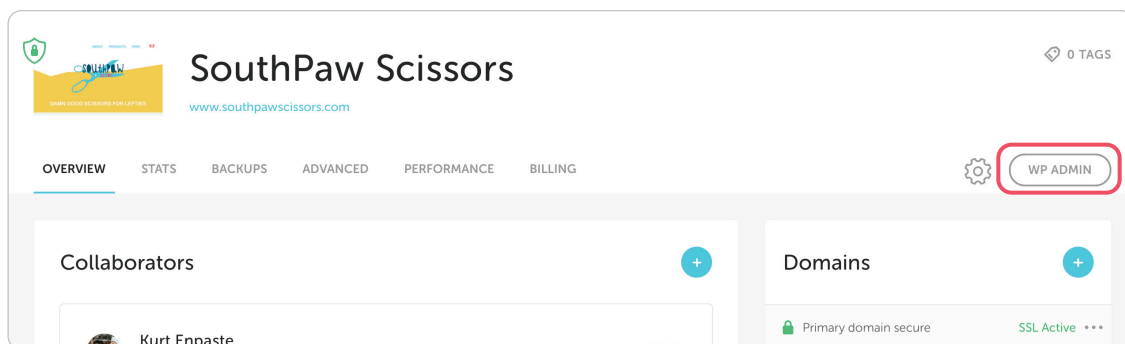 SouthPaw Scissors
www.southpawscissors.com
0 TAGS
SOUTHPAW
DAMN GOOD SCISSORS FOR LEFTIES
OVERVIEW STATS BACKUPS ADVANCED PERFORMANCE BILLING WP ADMIN
Collaborators
Domains
Kurt Enpaste
Primary domain secure SSL Active